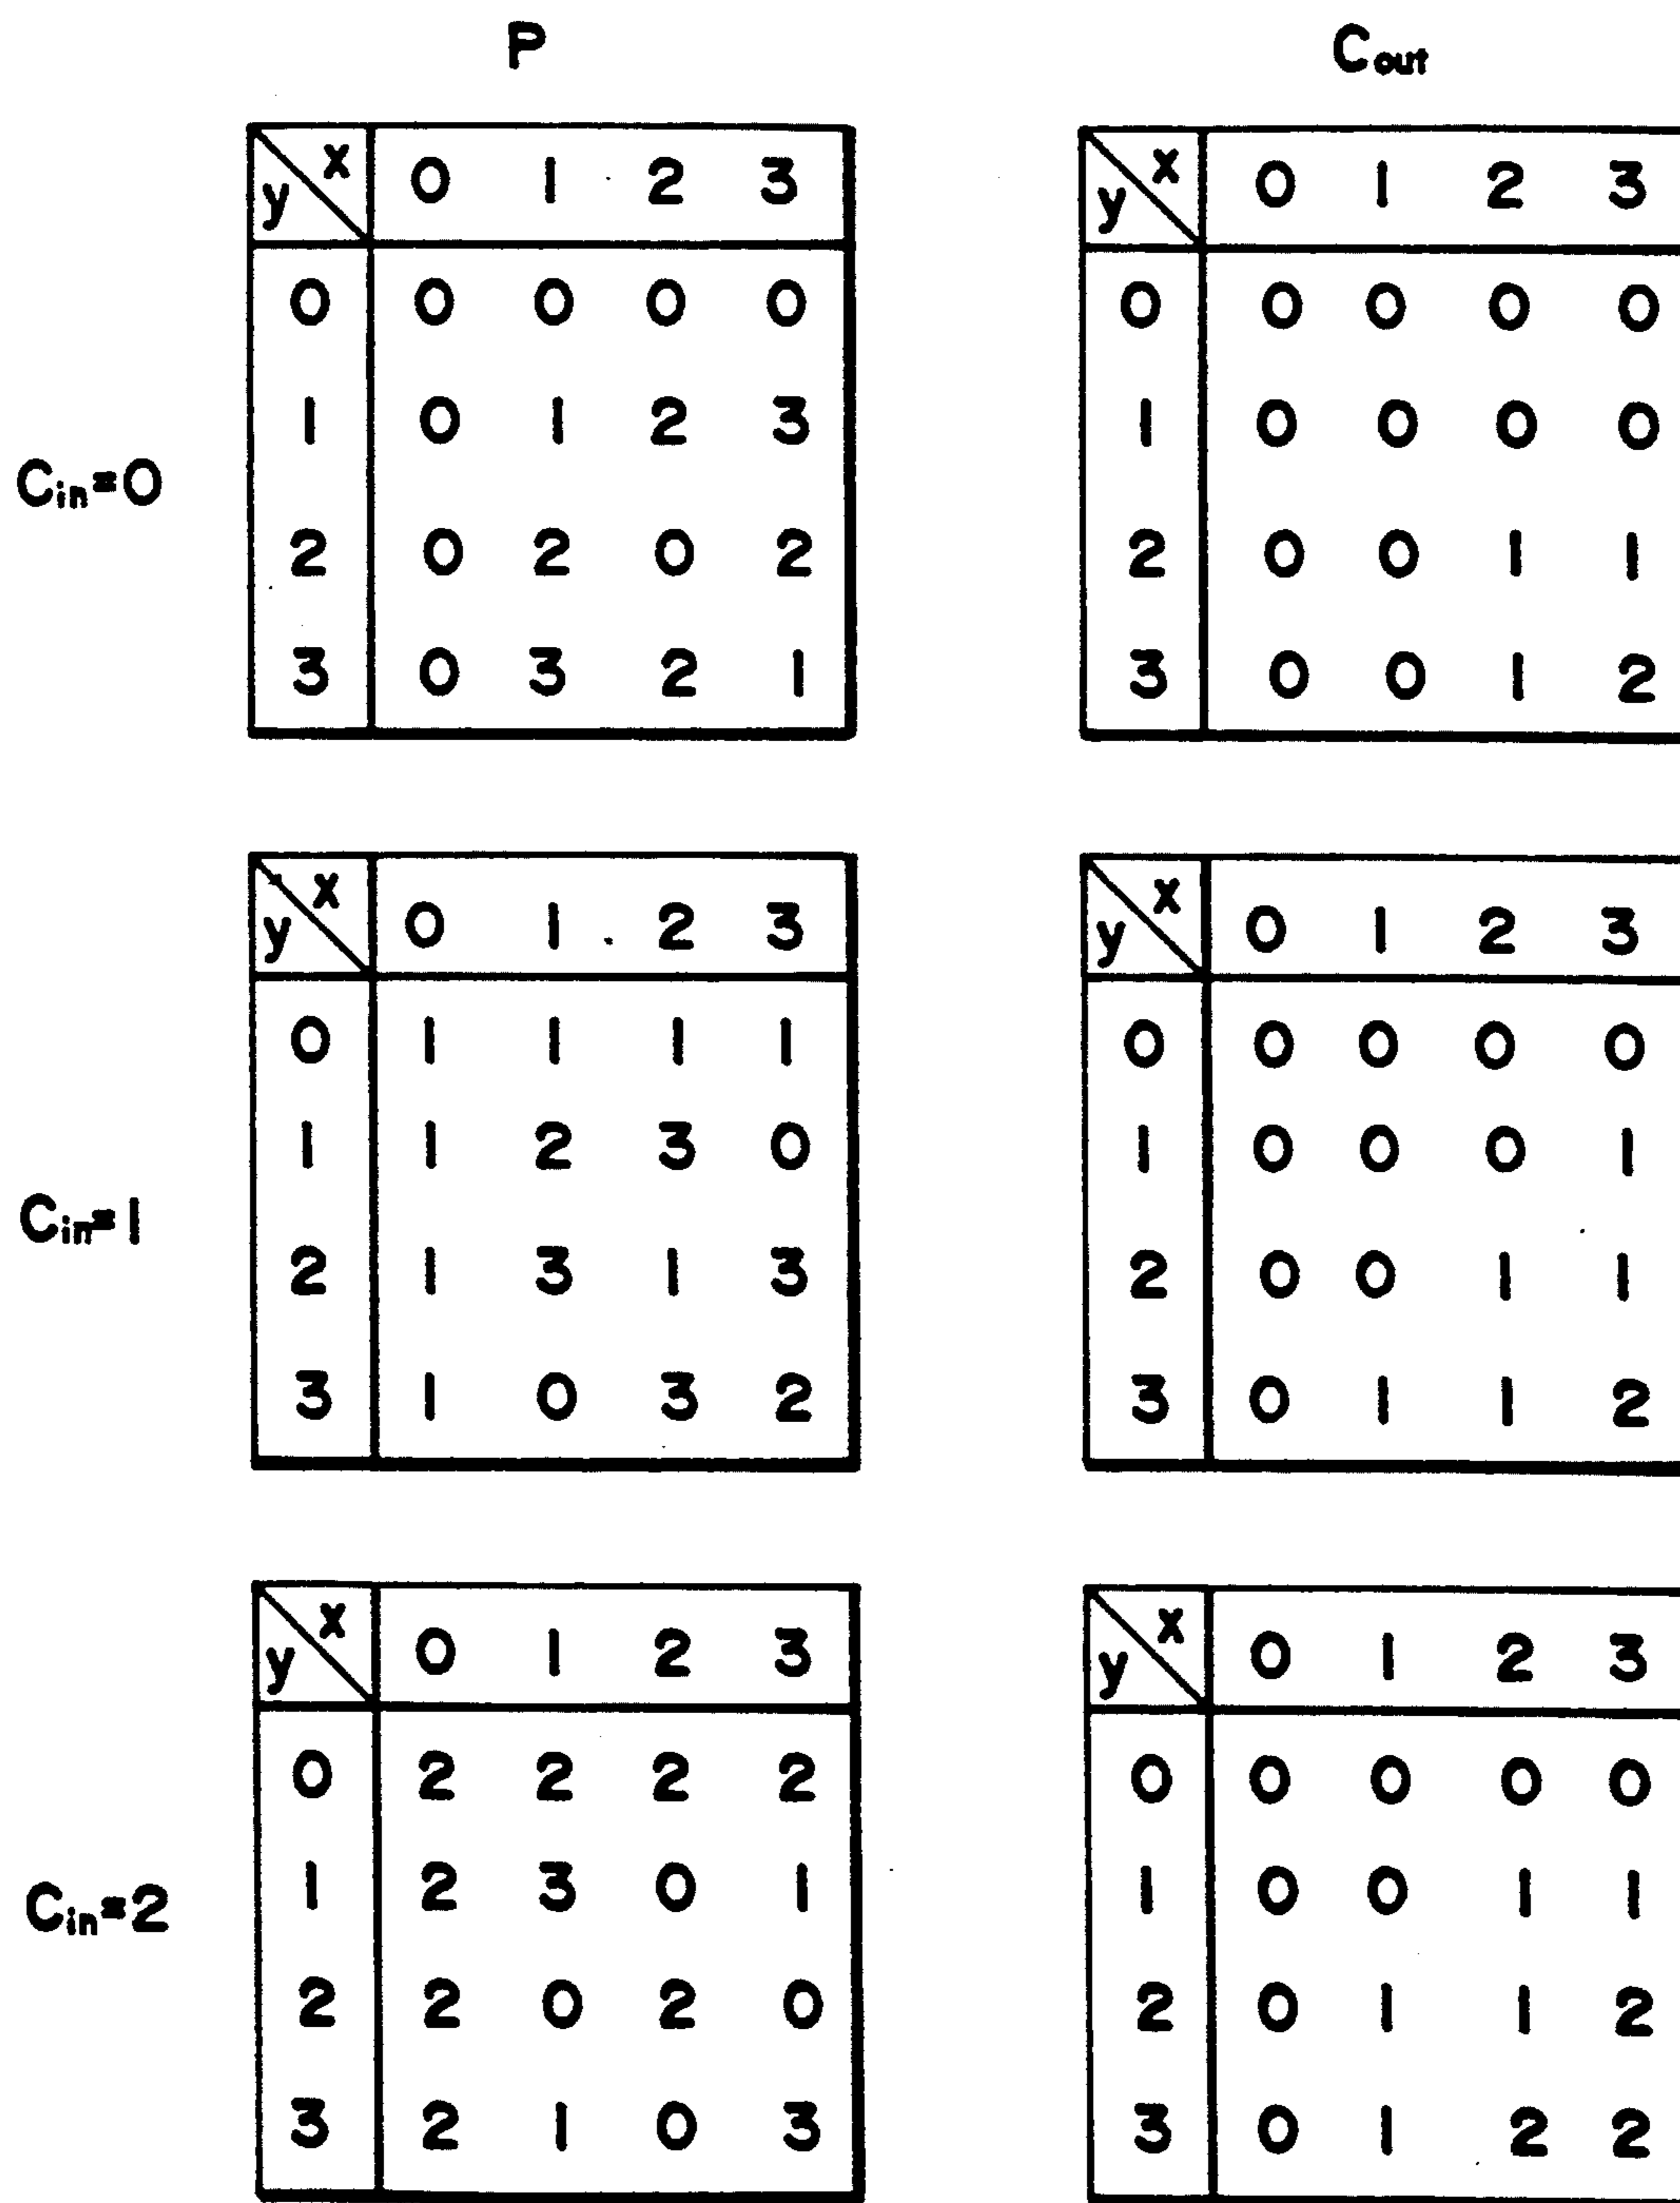 P
C out
x y 0 1 2 3
0 0 0 0 0
1 0 1 2 3
2 0 2 0 2
3 0 3 2 1
x y 0 1 2 3
0 0 0 0 0
1 0 0 0 0
2 0 0 1 1
3 0 0 1 2
Cin=0
x y 0 1 2 3
0 1 1 1 1
1 1 2 3 0
2 1 3 1 3
3 1 0 3 2
x y 0 1 2 3
0 0 0 0 0
1 0 0 0 1
2 0 0 1 1
3 0 1 1 2
Cin=1
x y 0 1 2 3
0 2 2 2 2
1 2 3 0 1
2 2 0 2 0
3 2 1 0 3
x y 0 1 2 3
0 0 0 0 0
1 0 0 1 1
2 0 1 1 2
3 0 1 2 2
Cin=2